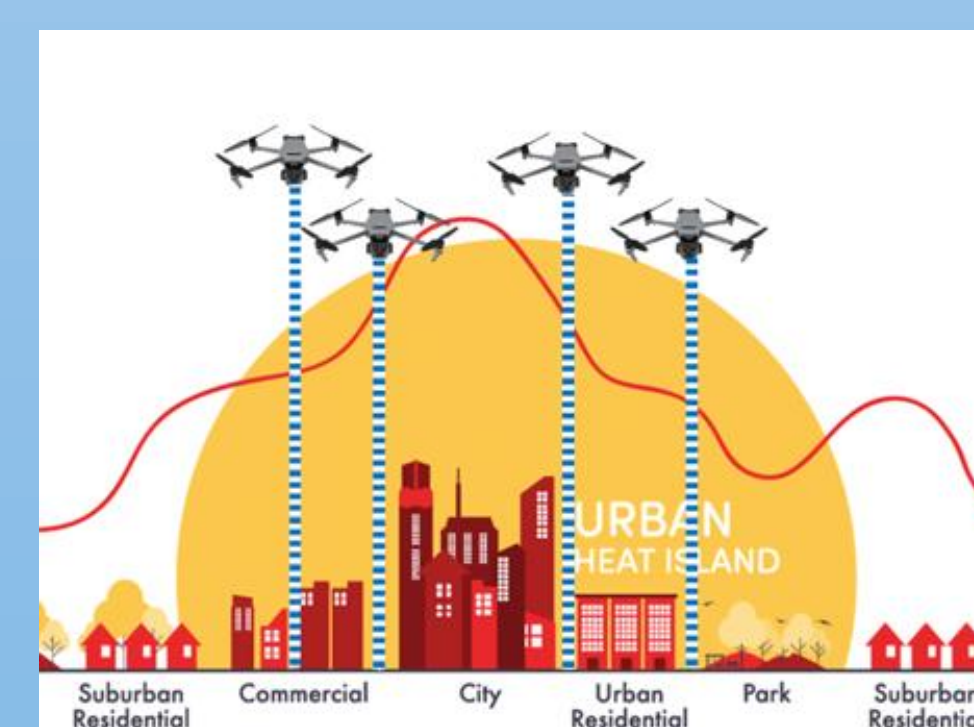 URBAN
HEAT ISLAND
Suburban
Residential
Commercial
City
Urban
Residential
Park
Suburban
Residential